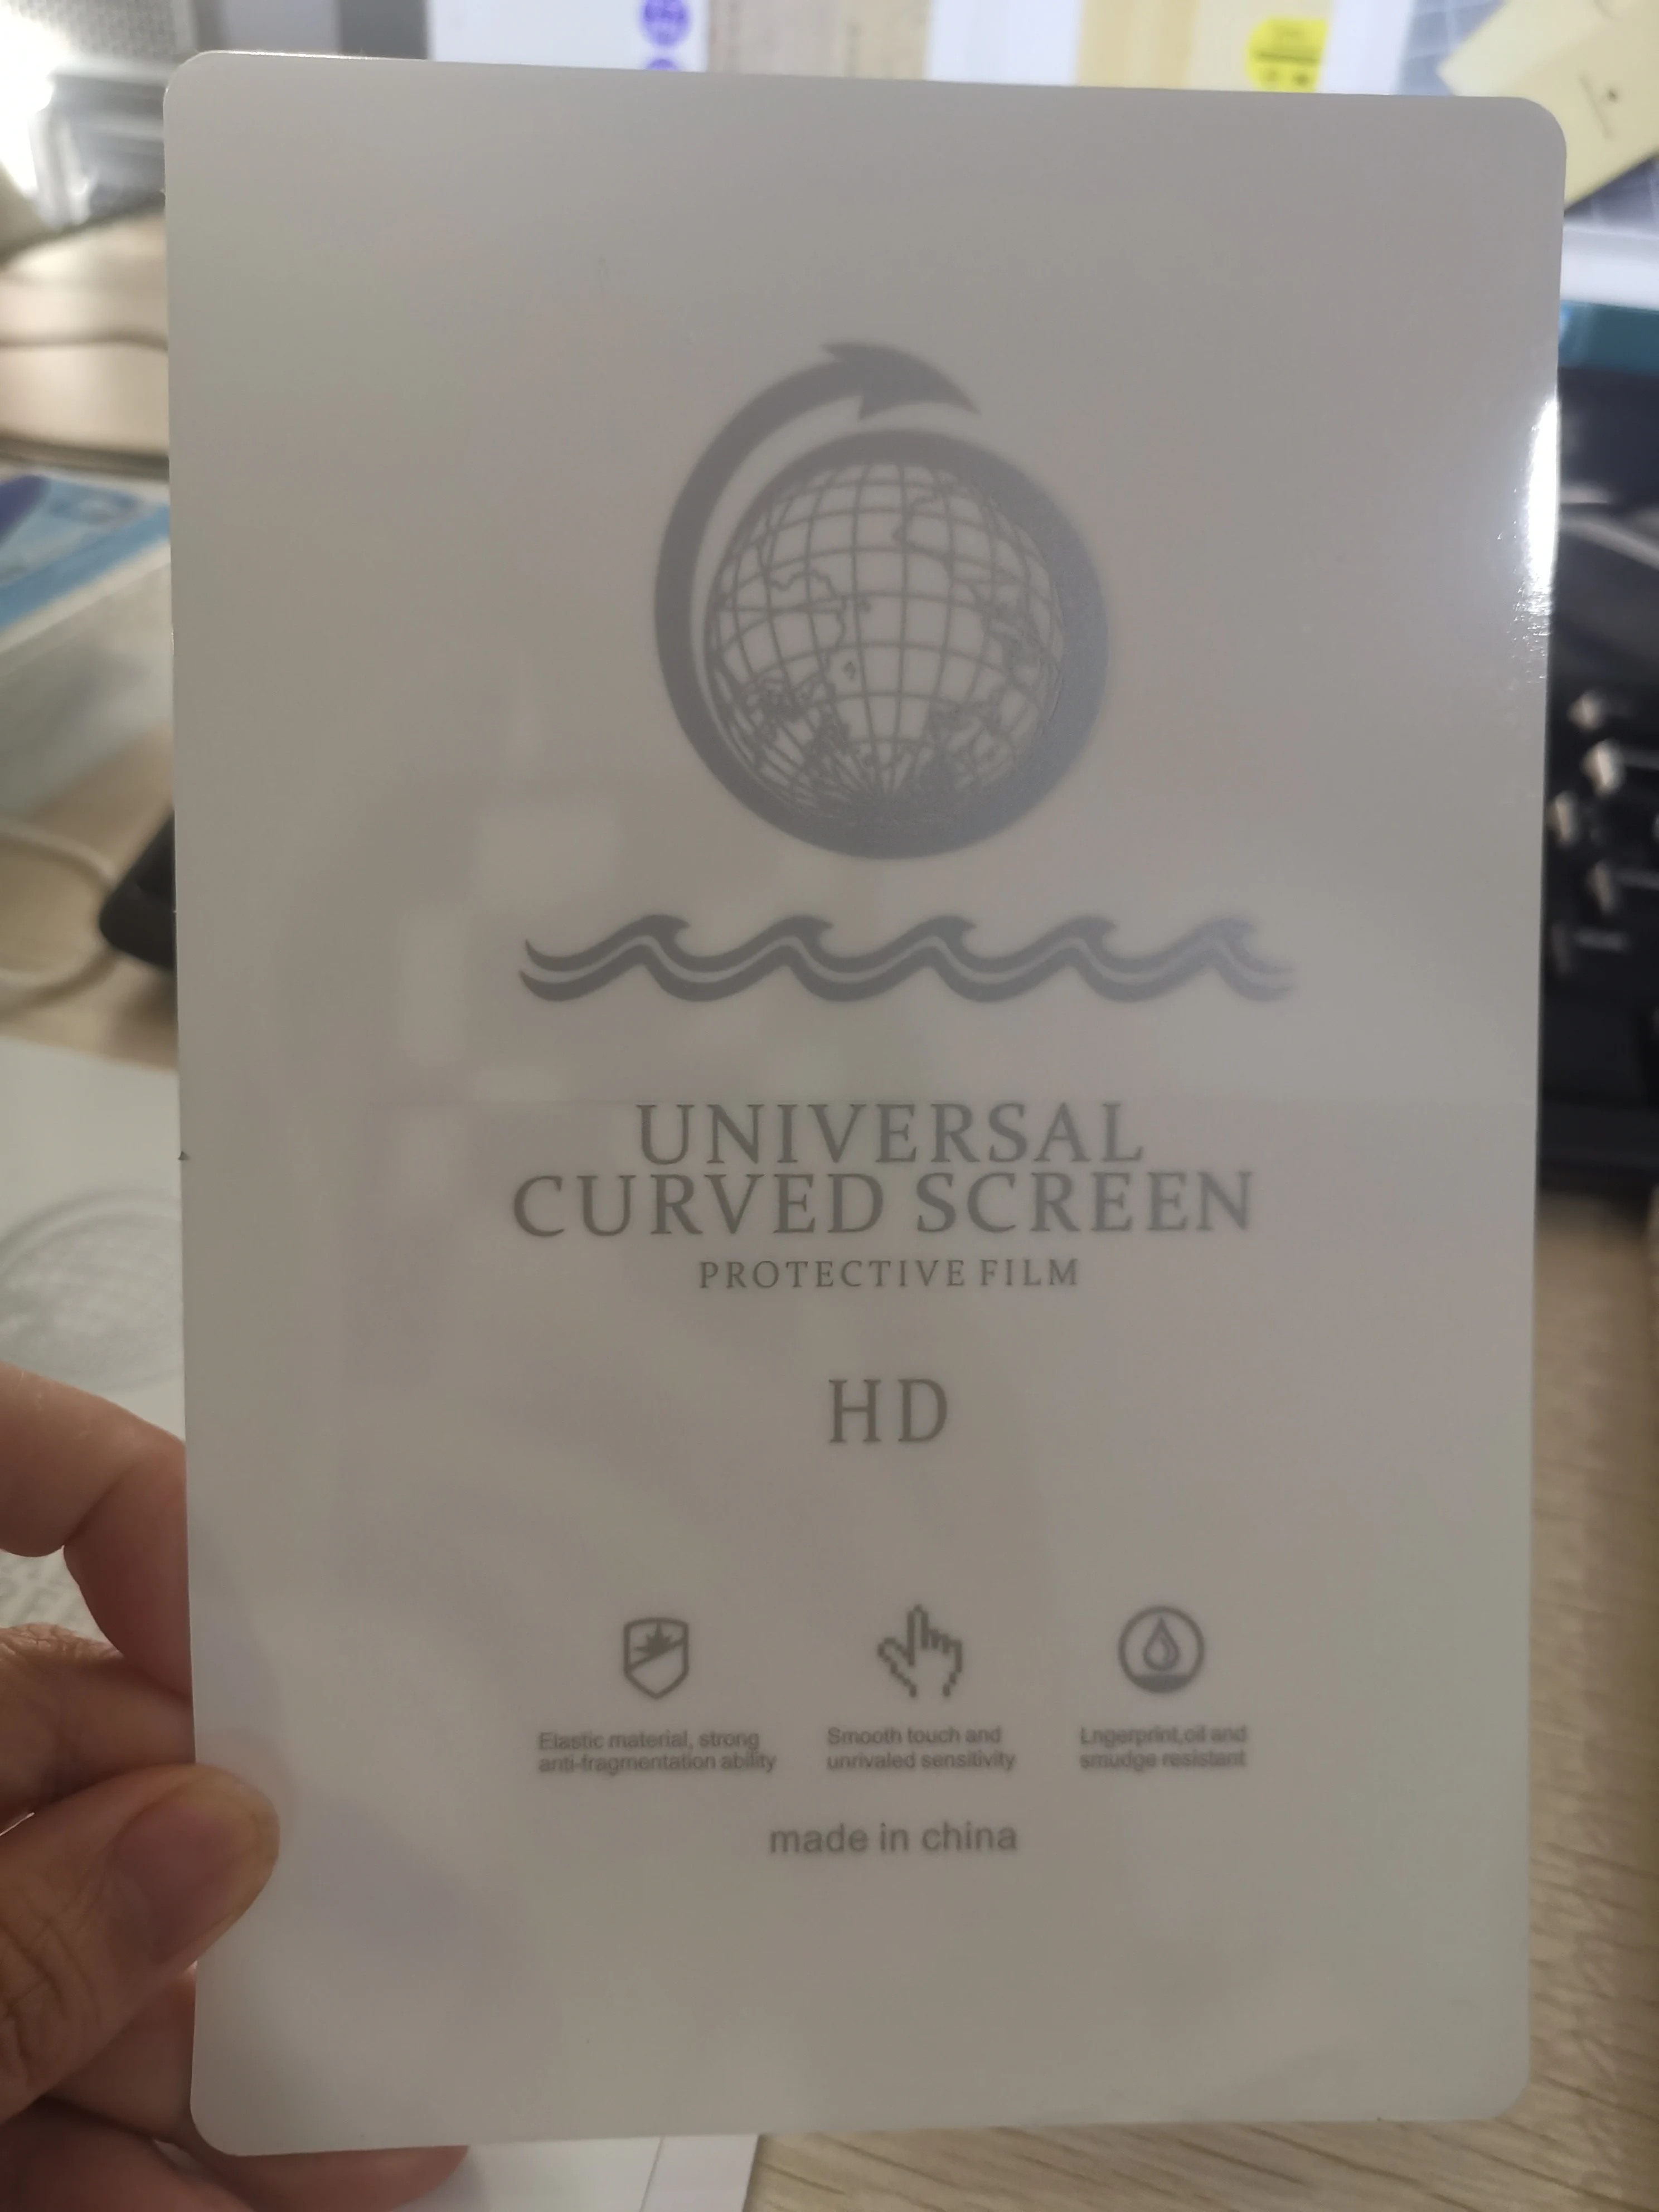 UNIVERSAL
CURVED SCREEN
PROTECTIVE FILM
HD
Elastic material, strong
anti-fragmentation ability
Smooth touch and
unrivaled sensitivity
Lngerprint,oil and
smudge resistant
made in china